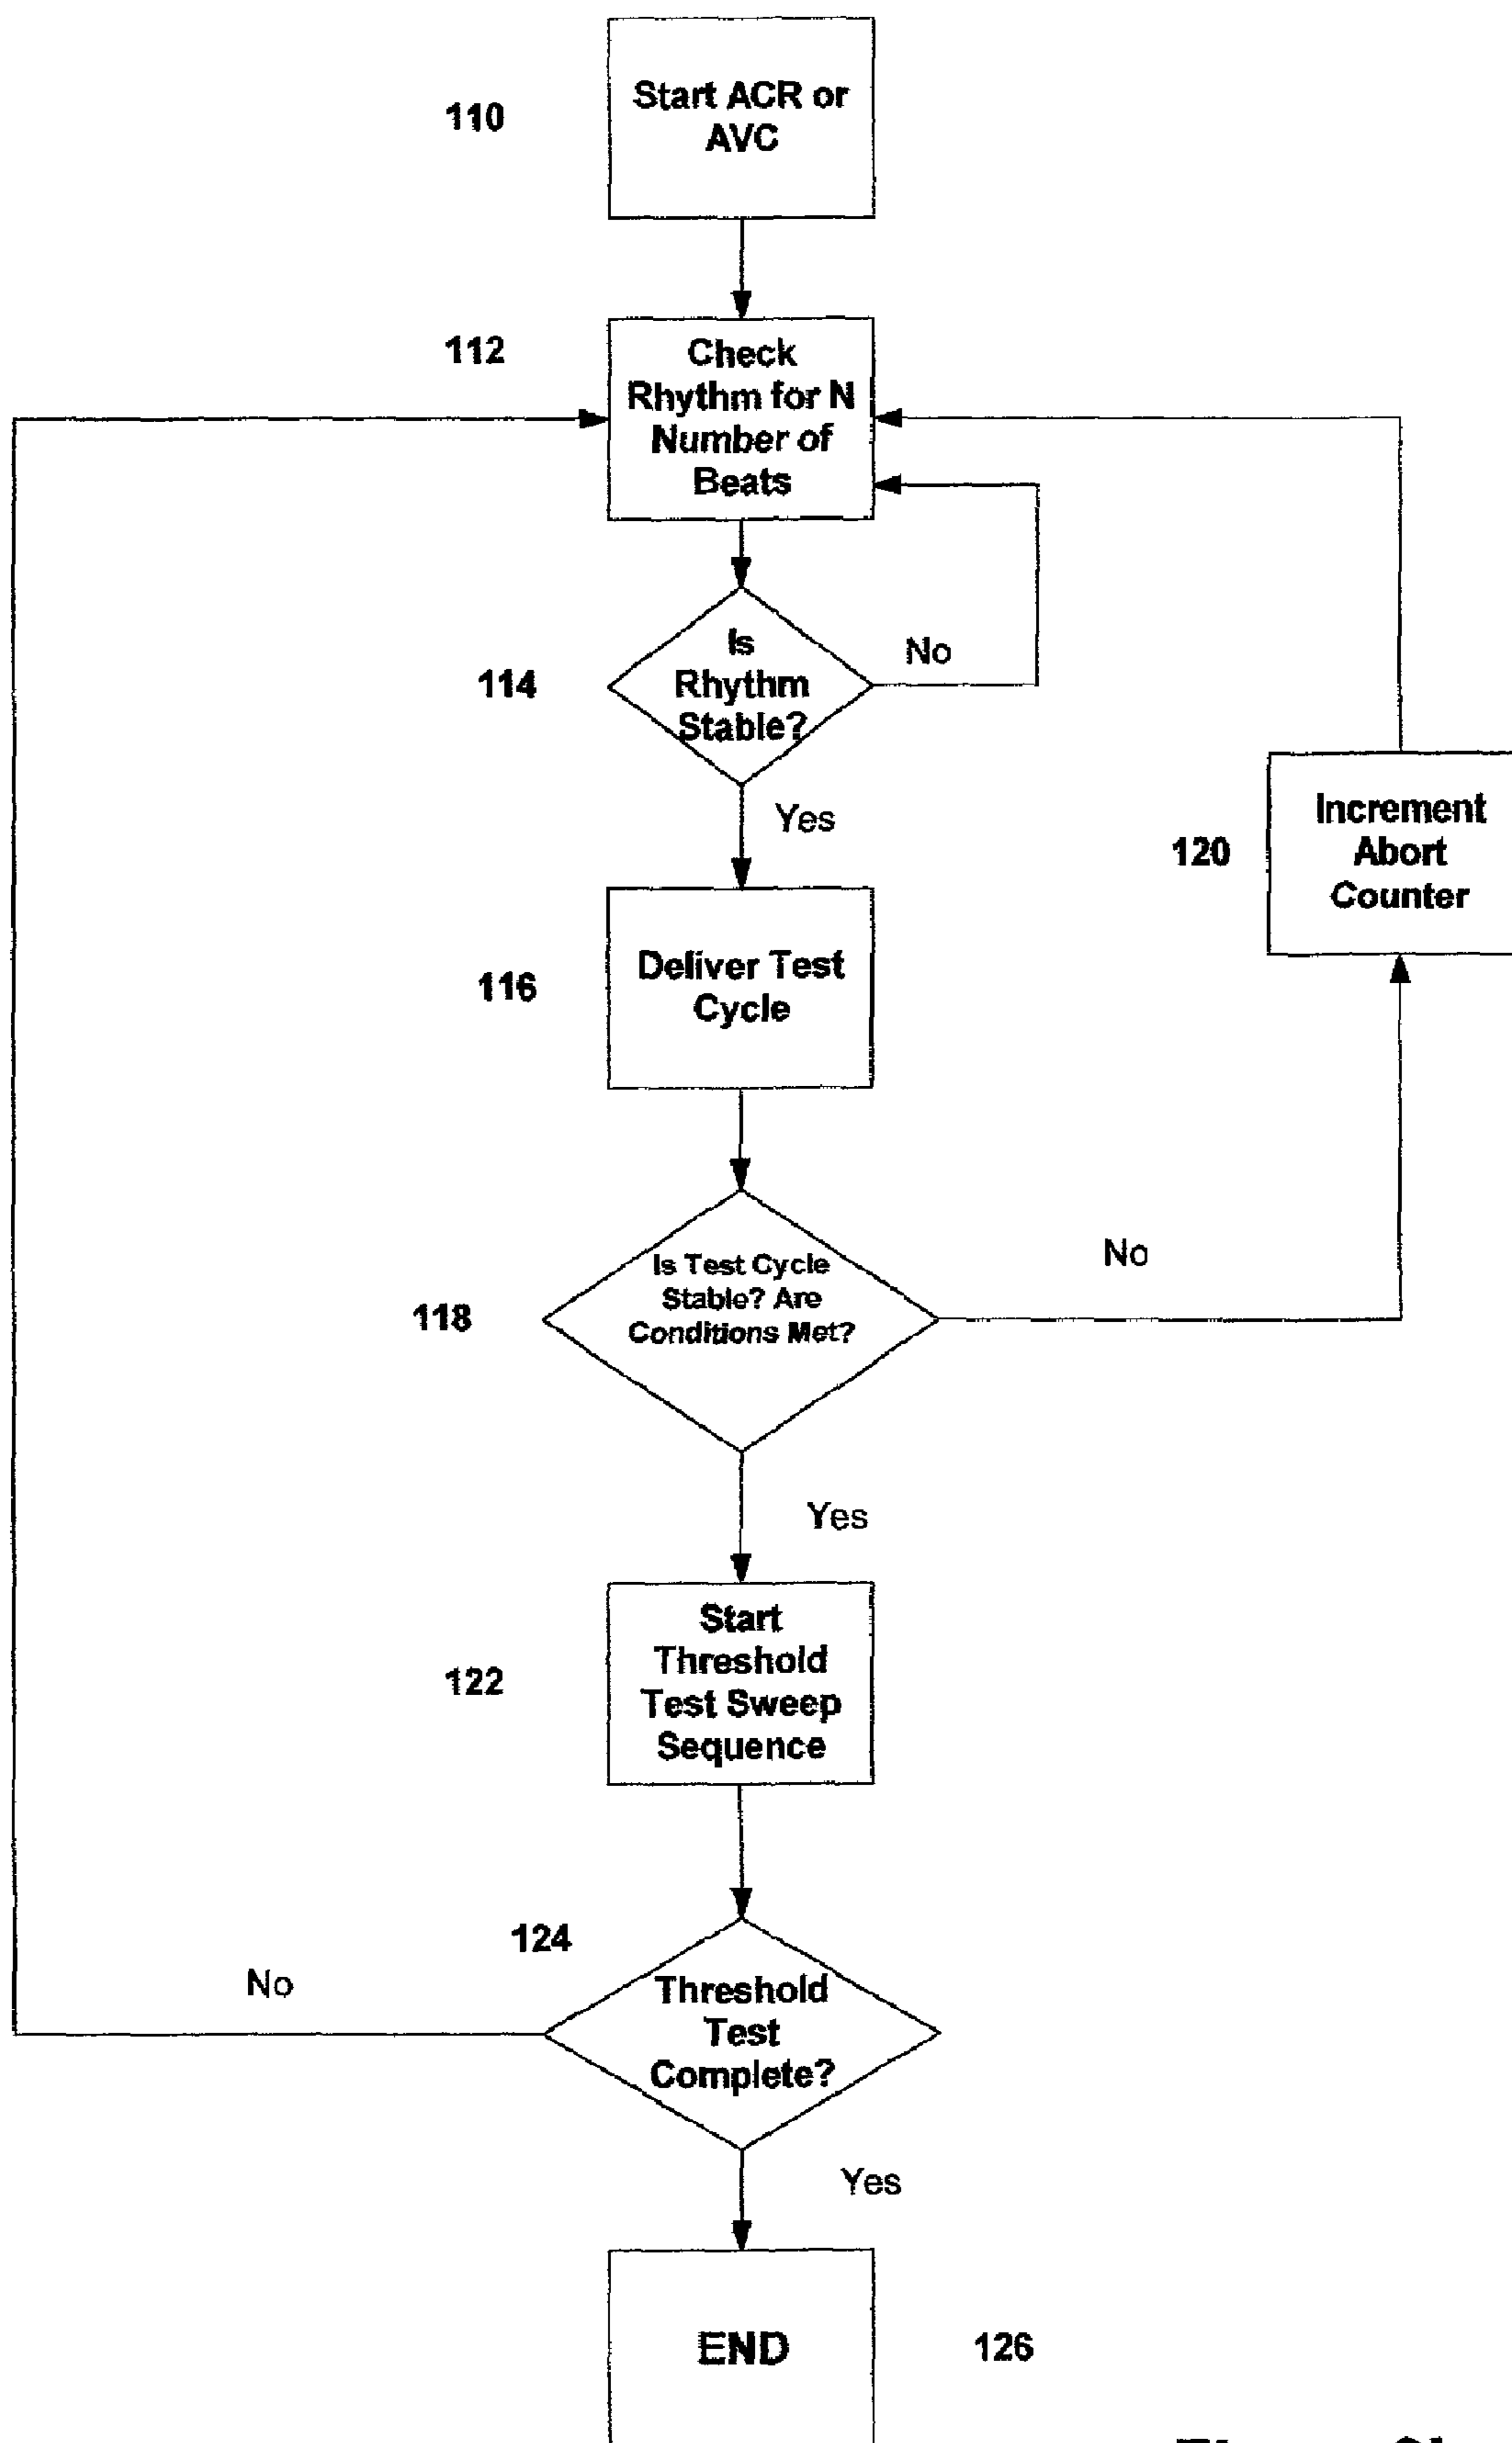 110
Start ACR or
AVC
112
Check
Rhythm for N
Number of
Beats
114
Is
Rhythm
Stable?
No
Yes
120
Increment
Abort
Counter
116
Deliver Test
Cycle
118
Is Test Cycle
Stable? Are
Conditions Met?
No
Yes
122
Start
Threshold
Test Sweep
Sequence
124
Threshold
Test
Complete?
No
Yes
END
126